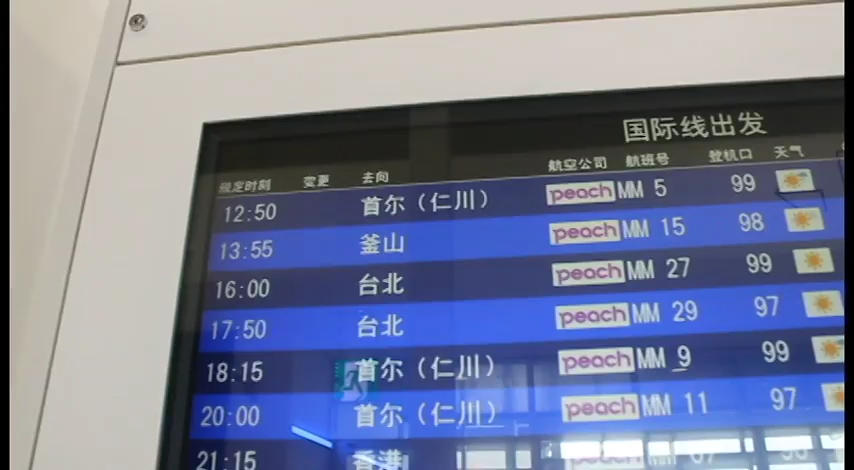 国际线出发
规定时刻 变更 去向 航空公司 航班号 登机口 天气
12:50 首尔（仁川） peach MM 5 99
13:55 釜山 peach MM 15 98
16:00 台北 peach MM 27 99
17:50 台北 peach MM 29 97
18:15 首尔（仁川） peach MM 9 99
20:00 首尔（仁川） peach MM 11 97
21:15 香港 peach MM 67